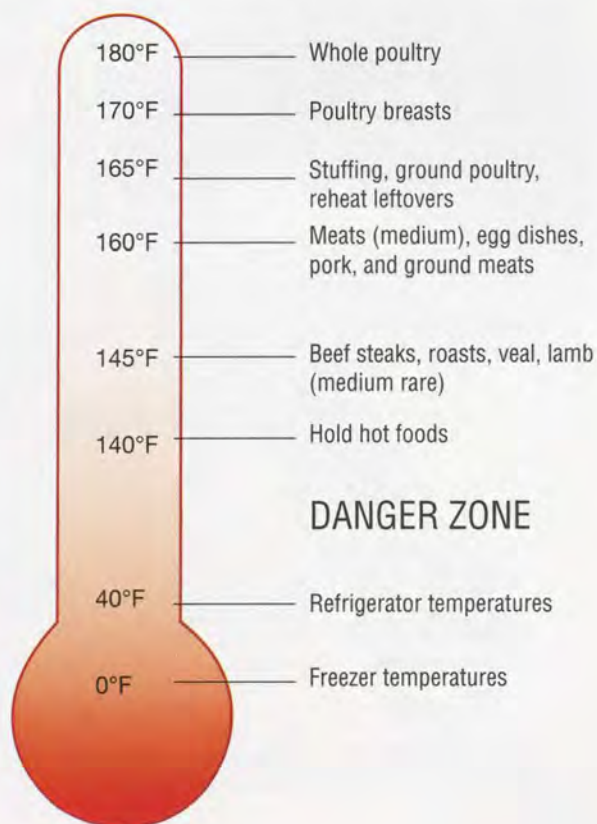 180°F Whole poultry
170°F Poultry breasts
165°F Stuffing, ground poultry,
reheat leftovers
160°F Meats (medium), egg dishes,
pork, and ground meats
145°F Beef steaks, roasts, veal, lamb
(medium rare)
140°F Hold hot foods
DANGER ZONE
40°F Refrigerator temperatures
0°F Freezer temperatures